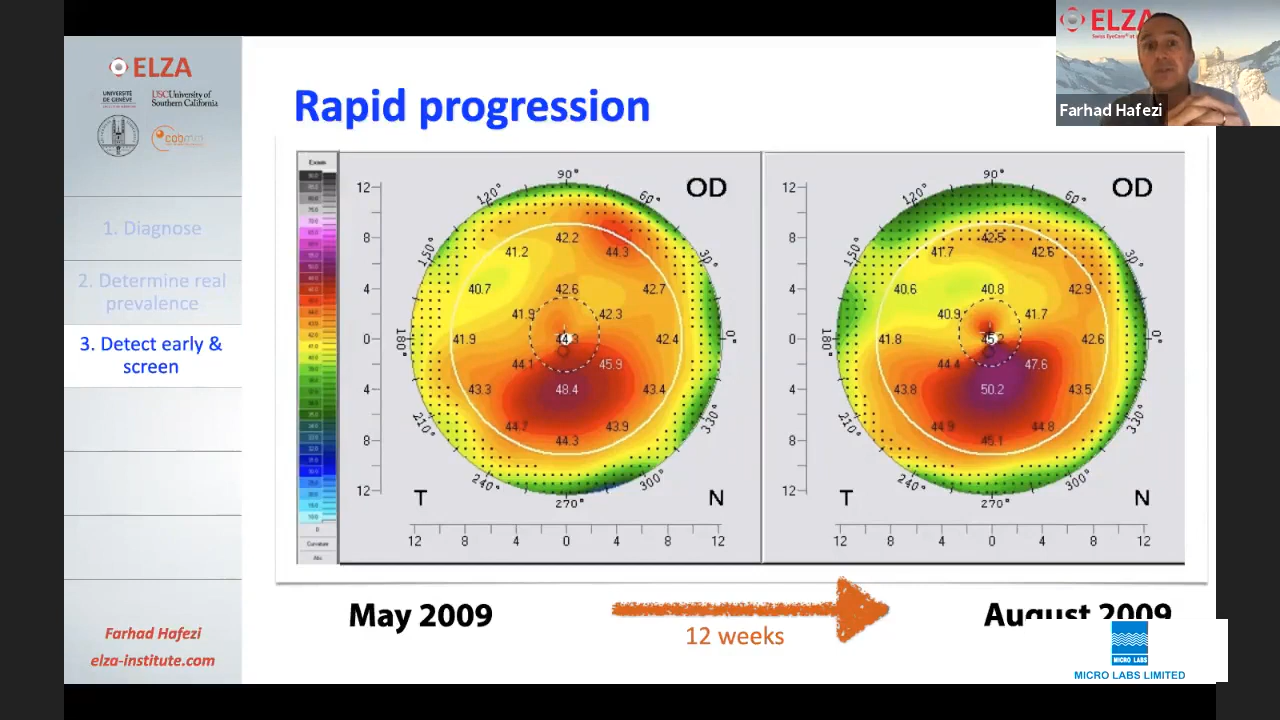 ELZA
UNIVERSITÉ
DE GENÈVE
USC University of
Southern California
1. Diagnose
2. Determine real
prevalence
3. Detect early &
screen
Farhad Hafezi
elza-institute.com
Rapid progression
OD
12
8
4
0
4
8
12
90°
120°
60°
150°
30°
180°
0°
210°
330°
240°
300°
270°
42.2
41.2
44.3
40.7
42.6
42.7
41.9
42.3
41.9
44.3
42.4
44.1
45.9
43.3
48.4
43.4
44.7
43.9
44.3
T
N
12 8 4 0 4 8 12
OD
12
8
4
0
4
8
12
90°
120°
60°
150°
30°
180°
0°
210°
330°
240°
300°
270°
42.5
41.7
42.6
40.6
40.8
42.9
40.9
41.7
41.8
45.2
42.6
44.4
47.6
43.8
50.2
43.5
44.9
44.8
45.1
T
N
12 8 4 0 4 8 12
May 2009
12 weeks
August 2009
MICRO LABS
MICRO LABS LIMITED
ELZA
Farhad Hafezi